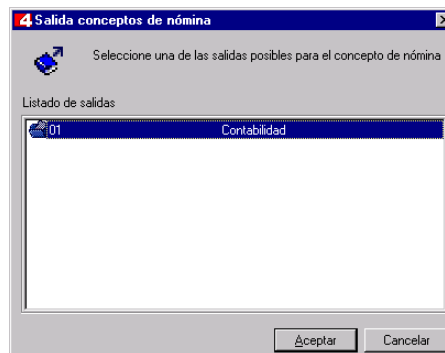 4 Salida conceptos de nómina
Seleccione una de las salidas posibles para el concepto de nómina
Listado de salidas
01 Contabilidad
Aceptar Cancelar